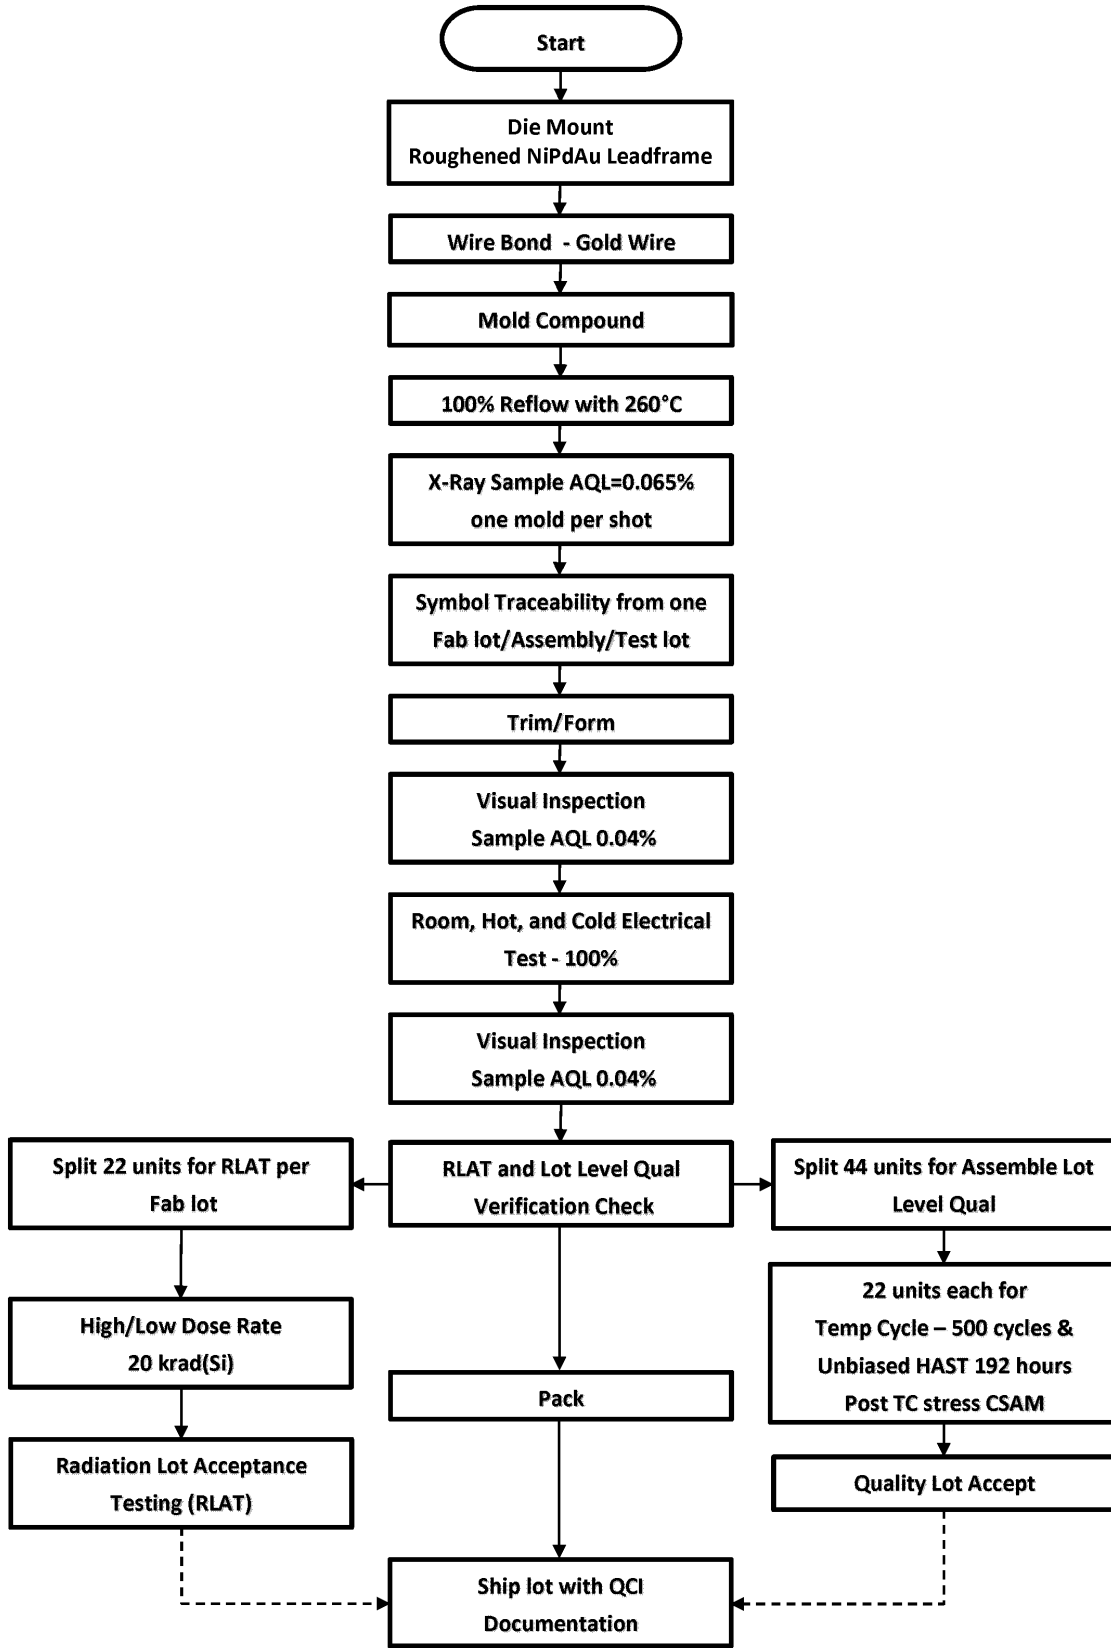 Start
Die Mount
Roughened NiPdAu Leadframe
Wire Bond - Gold Wire
Mold Compound
100% Reflow with 260°C
X-Ray Sample AQL=0.065%
one mold per shot
Symbol Traceability from one
Fab lot/Assembly/Test lot
Trim/Form
Visual Inspection
Sample AQL 0.04%
Room, Hot, and Cold Electrical
Test - 100%
Visual Inspection
Sample AQL 0.04%
RLAT and Lot Level Qual
Verification Check
Split 22 units for RLAT per
Fab lot
High/Low Dose Rate
20 krad(Si)
Radiation Lot Acceptance
Testing (RLAT)
Pack
Split 44 units for Assemble Lot
Level Qual
22 units each for
Temp Cycle – 500 cycles &
Unbiased HAST 192 hours
Post TC stress CSAM
Quality Lot Accept
Ship lot with QCI
Documentation